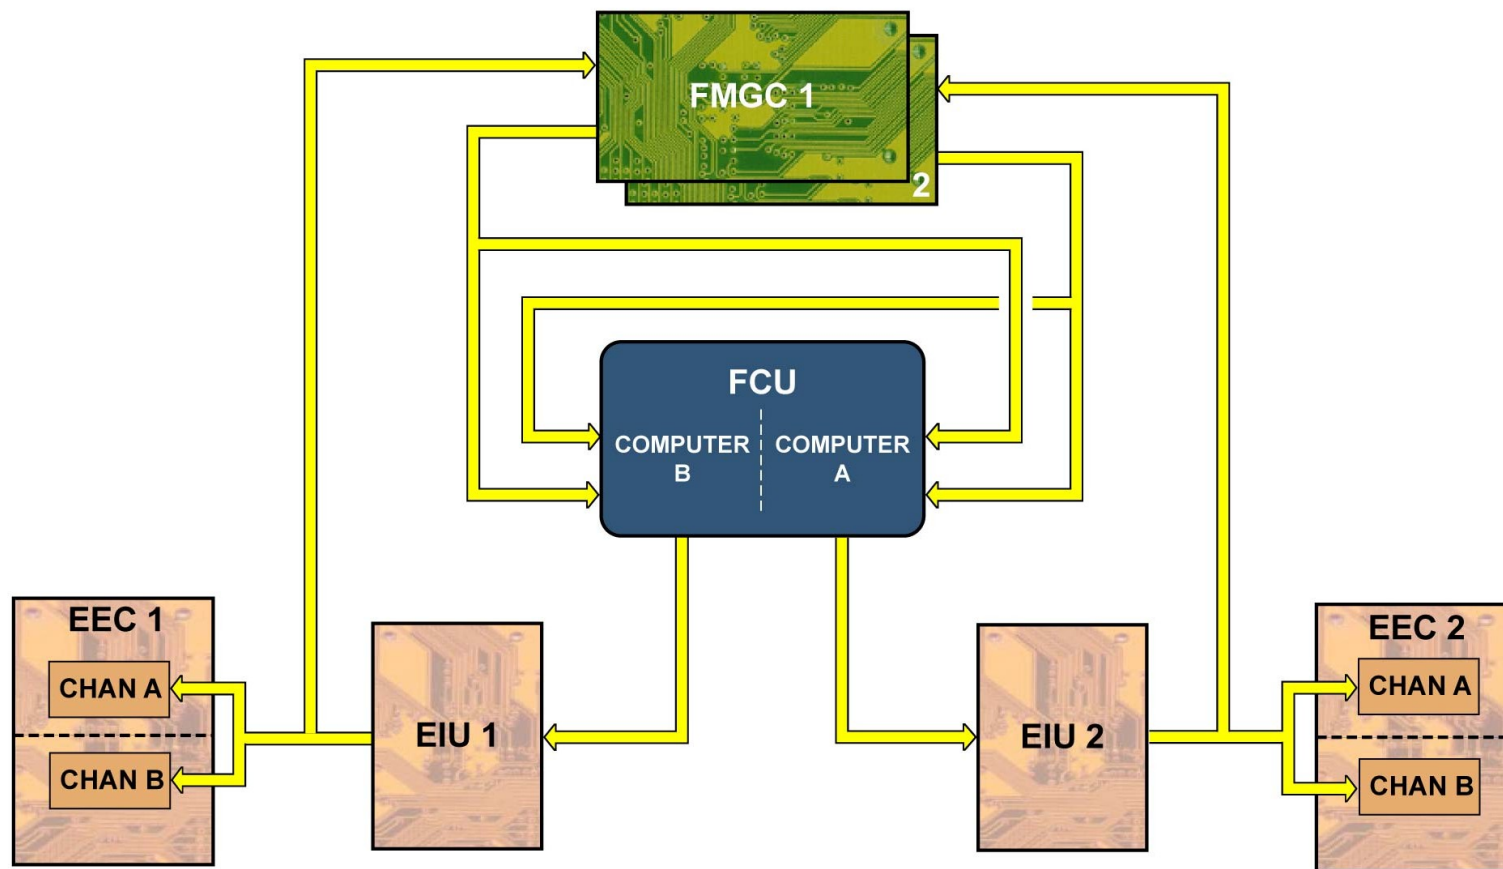 FMGC 1
2
FCU
COMPUTER
B
COMPUTER
A
EEC 1
CHAN A
CHAN B
EIU 1
EIU 2
EEC 2
CHAN A
CHAN B